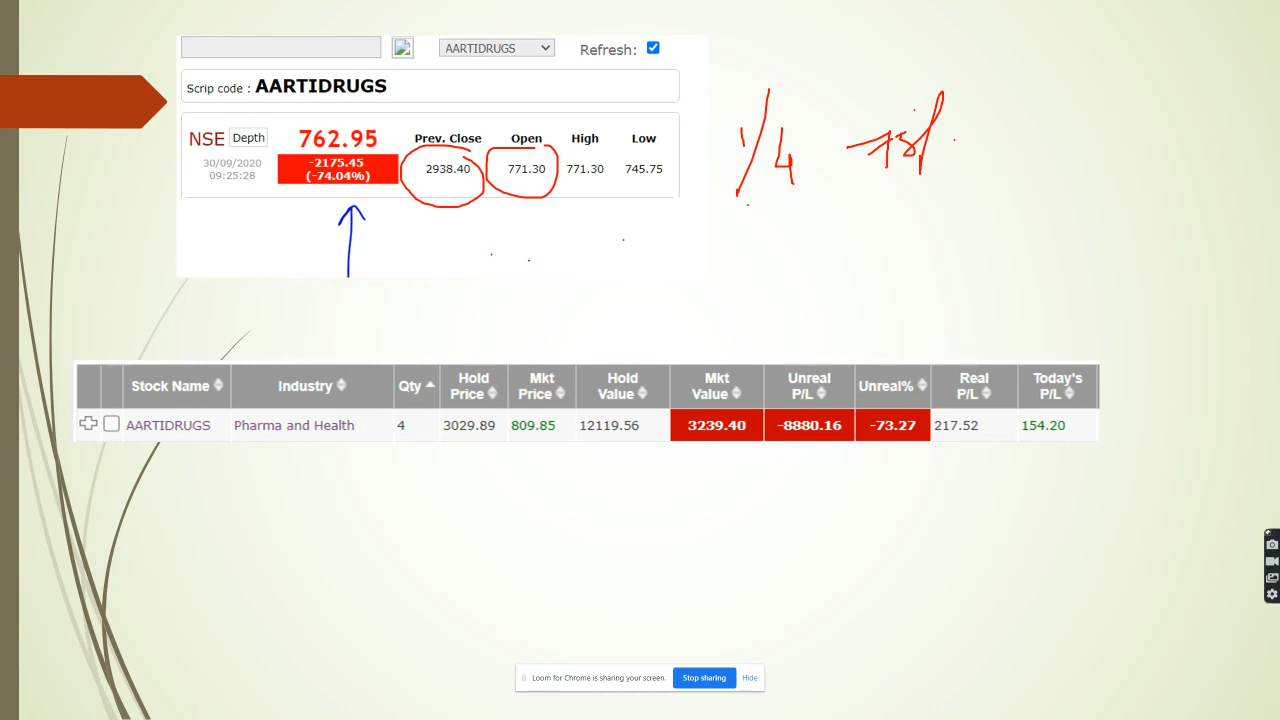 AARTIDRUGS Refresh:
Scrip code : AARTIDRUGS
NSE Depth 762.95 Prev. Close Open High Low
30/09/2020 -2175.45 2938.40 771.30 771.30 745.75
09:25:28 (-74.04%)
1/4
Stock Name Industry Qty Hold Price Mkt Price Hold Value Mkt Value Unreal P/L Unreal% Real P/L Today's P/L
AARTIDRUGS Pharma and Health 4 3029.89 809.85 12119.56 3239.40 -8880.16 -73.27 217.52 154.20
Loom for Chrome is sharing your screen. Stop sharing Hide